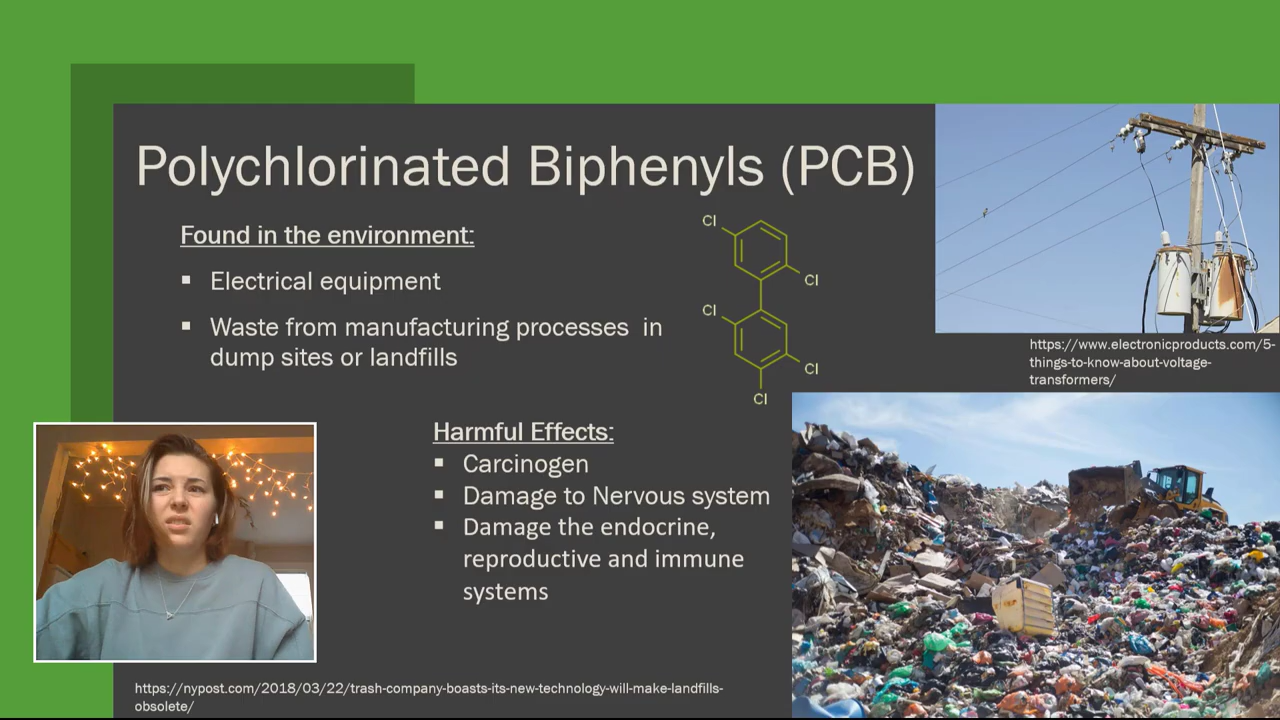 Polychlorinated Biphenyls (PCB)
Found in the environment:
▪ Electrical equipment
▪ Waste from manufacturing processes  in
dump sites or landfills
Cl
Cl
Cl
Cl
Cl
https://www.electronicproducts.com/5-
things-to-know-about-voltage-
transformers/
Harmful Effects:
▪ Carcinogen
▪ Damage to Nervous system
▪ Damage the endocrine,
reproductive and immune
systems
https://nypost.com/2018/03/22/trash-company-boasts-its-new-technology-will-make-landfills-
obsolete/